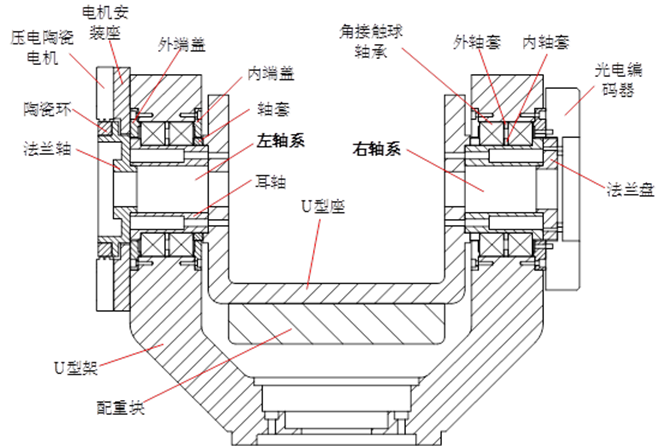 电机安
装座
外端盖
压电陶瓷
电机
内端盖
陶瓷环
轴套
法兰轴
左轴系
耳轴
U型座
角接触球
轴承
外轴套
内轴套
光电编
码器
右轴系
法兰盘
U型架
配重块